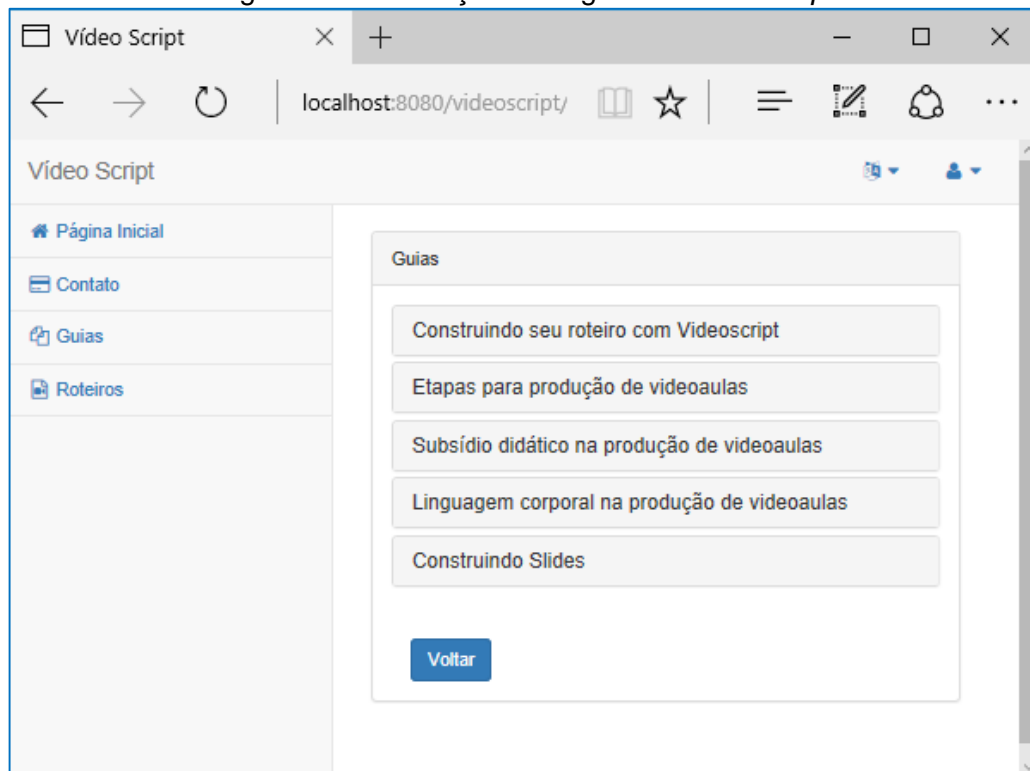 Vídeo Script
localhost:8080/videoscript/
Vídeo Script
Página Inicial
Contato
Guias
Roteiros
Guias
Construindo seu roteiro com Videoscript
Etapas para produção de videoaulas
Subsídio didático na produção de videoaulas
Linguagem corporal na produção de videoaulas
Construindo Slides
Voltar